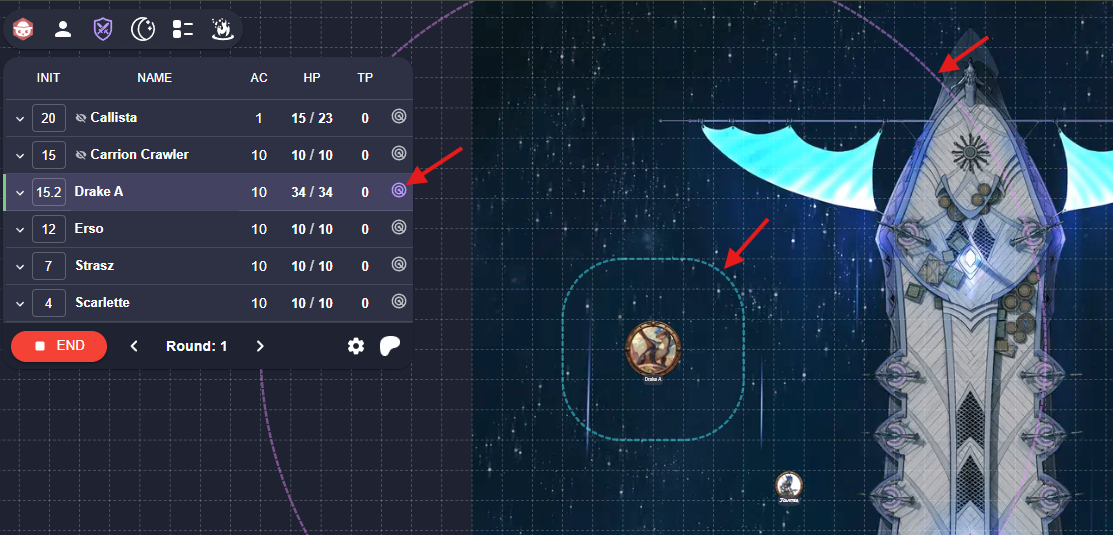 INIT NAME AC HP TP
20 Callista 1 15 / 23 0
15 Carrion Crawler 10 10 / 10 0
15.2 Drake A 10 34 / 34 0
12 Erso 10 10 / 10 0
7 Strasz 10 10 / 10 0
4 Scarlette 10 10 / 10 0
END Round: 1
Drake A